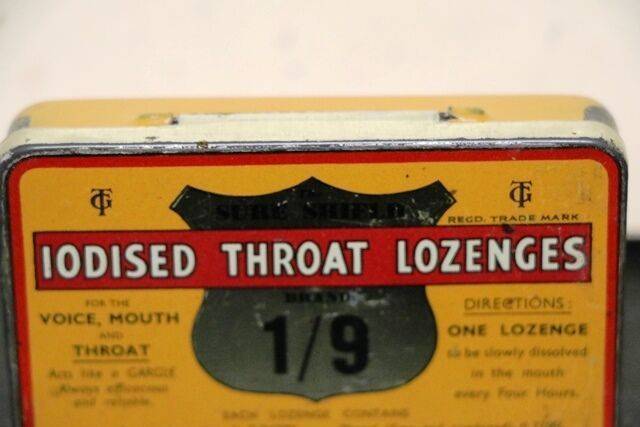 TG
TG
SURE SHIELD
REGD. TRADE MARK
IODISED THROAT LOZENGES
BRAND
FOR THE
VOICE, MOUTH
AND
THROAT
Acts like a GARGLE
Always efficacious
and reliable.
1/9
DIRECTIONS:
ONE LOZENGE
to be slowly dissolved
in the mouth
every Four Hours.
EACH LOZENGE CONTAINS